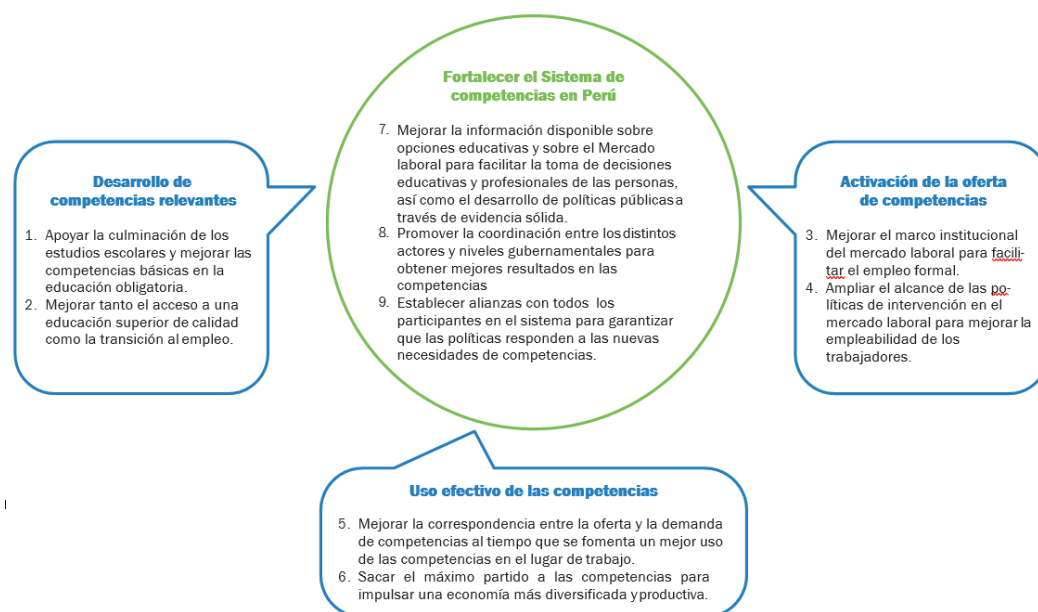 Fortalecer el Sistema de
competencias en Perú
7. Mejorar la información disponible sobre
opciones educativas y sobre el Mercado
laboral para facilitar la toma de decisiones
educativas y profesionales de las personas,
así como el desarrollo de políticas públicas a
través de evidencia sólida.
8. Promover la coordinación entre los distintos
actores y niveles gubernamentales para
obtener mejores resultados en las
competencias
9. Establecer alianzas con todos los
participantes en el sistema para garantizar
que las políticas responden a las nuevas
necesidades de competencias.
Desarrollo de
competencias relevantes
1. Apoyar la culminación de los
estudios escolares y mejorar las
competencias básicas en la
educación obligatoria.
2. Mejorar tanto el acceso a una
educación superior de calidad
como la transición al empleo.
Activación de la oferta
de competencias
3. Mejorar el marco institucional
del mercado laboral para facili-
tar el empleo formal.
4. Ampliar el alcance de las po-
líticas de intervención en el
mercado laboral para mejorar la
empleabilidad de los
trabajadores.
Uso efectivo de las competencias
5. Mejorar la correspondencia entre la oferta y la demanda
de competencias al tiempo que se fomenta un mejor uso
de las competencias en el lugar de trabajo.
6. Sacar el máximo partido a las competencias para
impulsar una economía más diversificada y productiva.